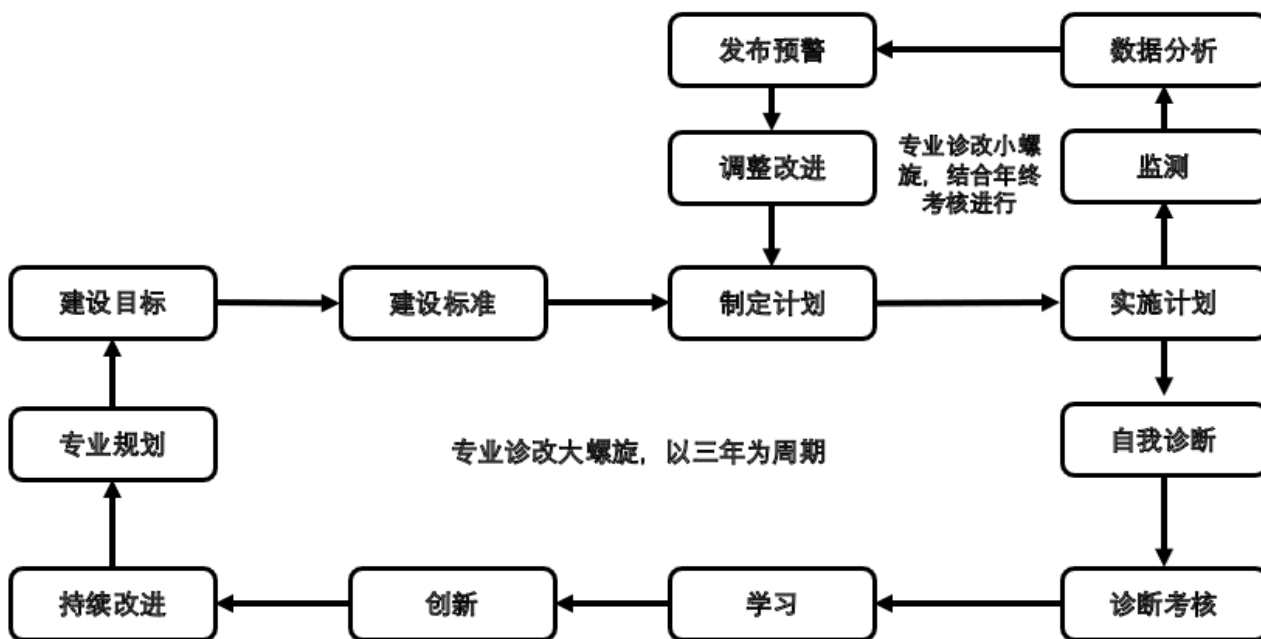 发布预警
数据分析
调整改进
专业诊改小螺
旋，结合年终
考核进行
监测
建设目标
建设标准
制定计划
实施计划
专业规划
专业诊改大螺旋，以三年为周期
自我诊断
持续改进
创新
学习
诊断考核